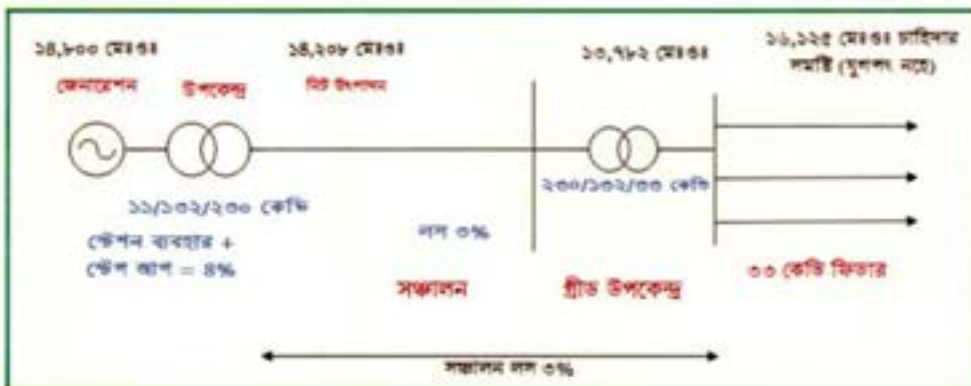 ১৪,৮০০ মেঃওঃ
১৪,২০৮ মেঃওঃ
১৩,৭৮২ মেঃওঃ
১৬,১২৫ মেঃওঃ চাহিদার
সমষ্টি (যুগপৎ নহে)
জেনারেশন
উপকেন্দ্র
নিট উৎপাদন
২৩০/১৩২/৩৩ কেভি
১১/১৩২/২৩০ কেভি
স্টেশন ব্যবহার +
স্টেপ আপ = ৪%
লস ৩%
সঞ্চালন
গ্রীড উপকেন্দ্র
৩৩ কেভি ফিডার
সঞ্চালন লস ৩%